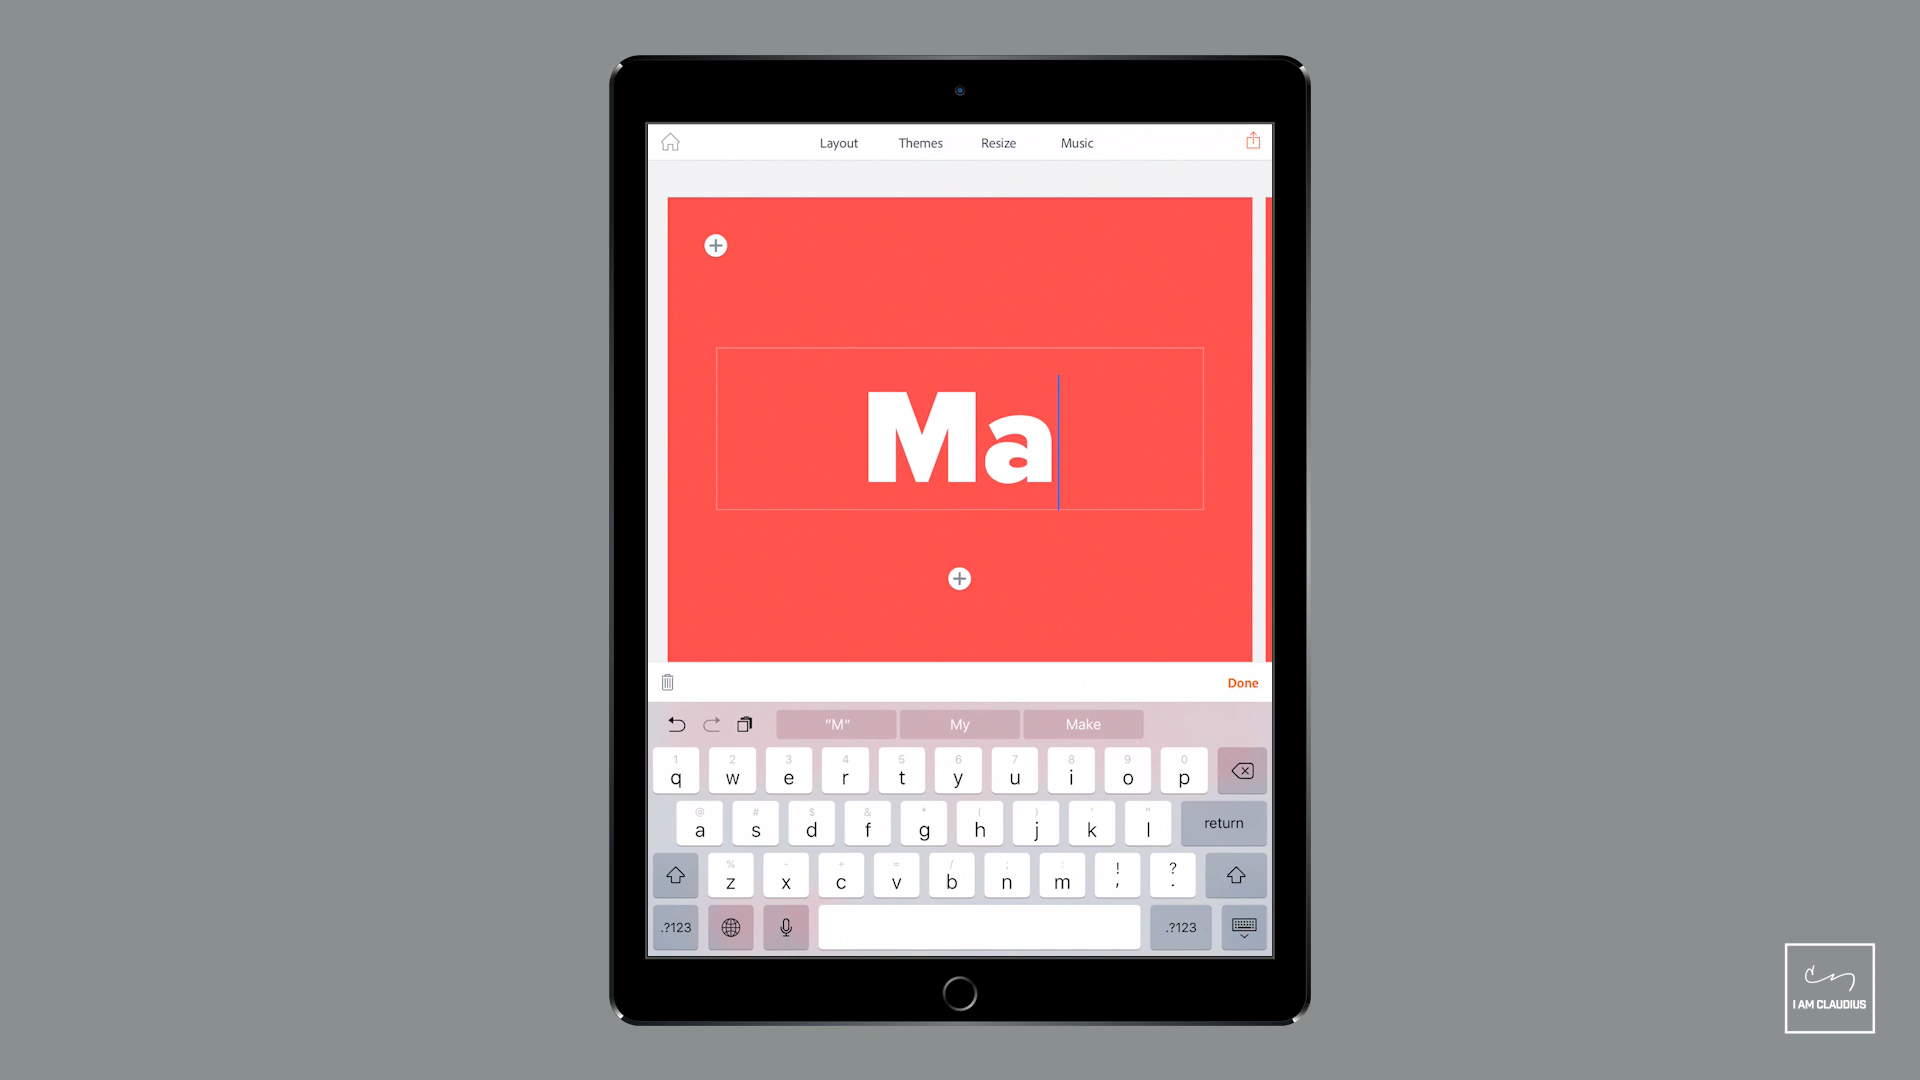 Layout Themes Resize Music
Ma
Done
“M” My Make
1 2 3 4 5 6 7 8 9 0
q w e r t y u i o p
@ # $ & * ( ) ' "
a s d f g h j k l return
% - + = / ; : ! ?
z x c v b n m , .
.?123 .?123
I AM CLAUDIUS